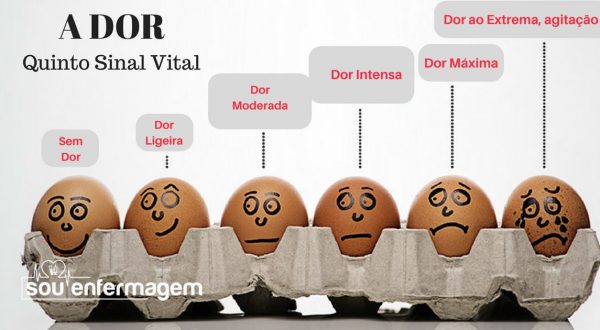 A DOR
Quinto Sinal Vital
Sem
Dor
Dor
Ligeira
Dor
Moderada
Dor Intensa
Dor Máxima
Dor ao Extrema, agitação
sou enfermagem